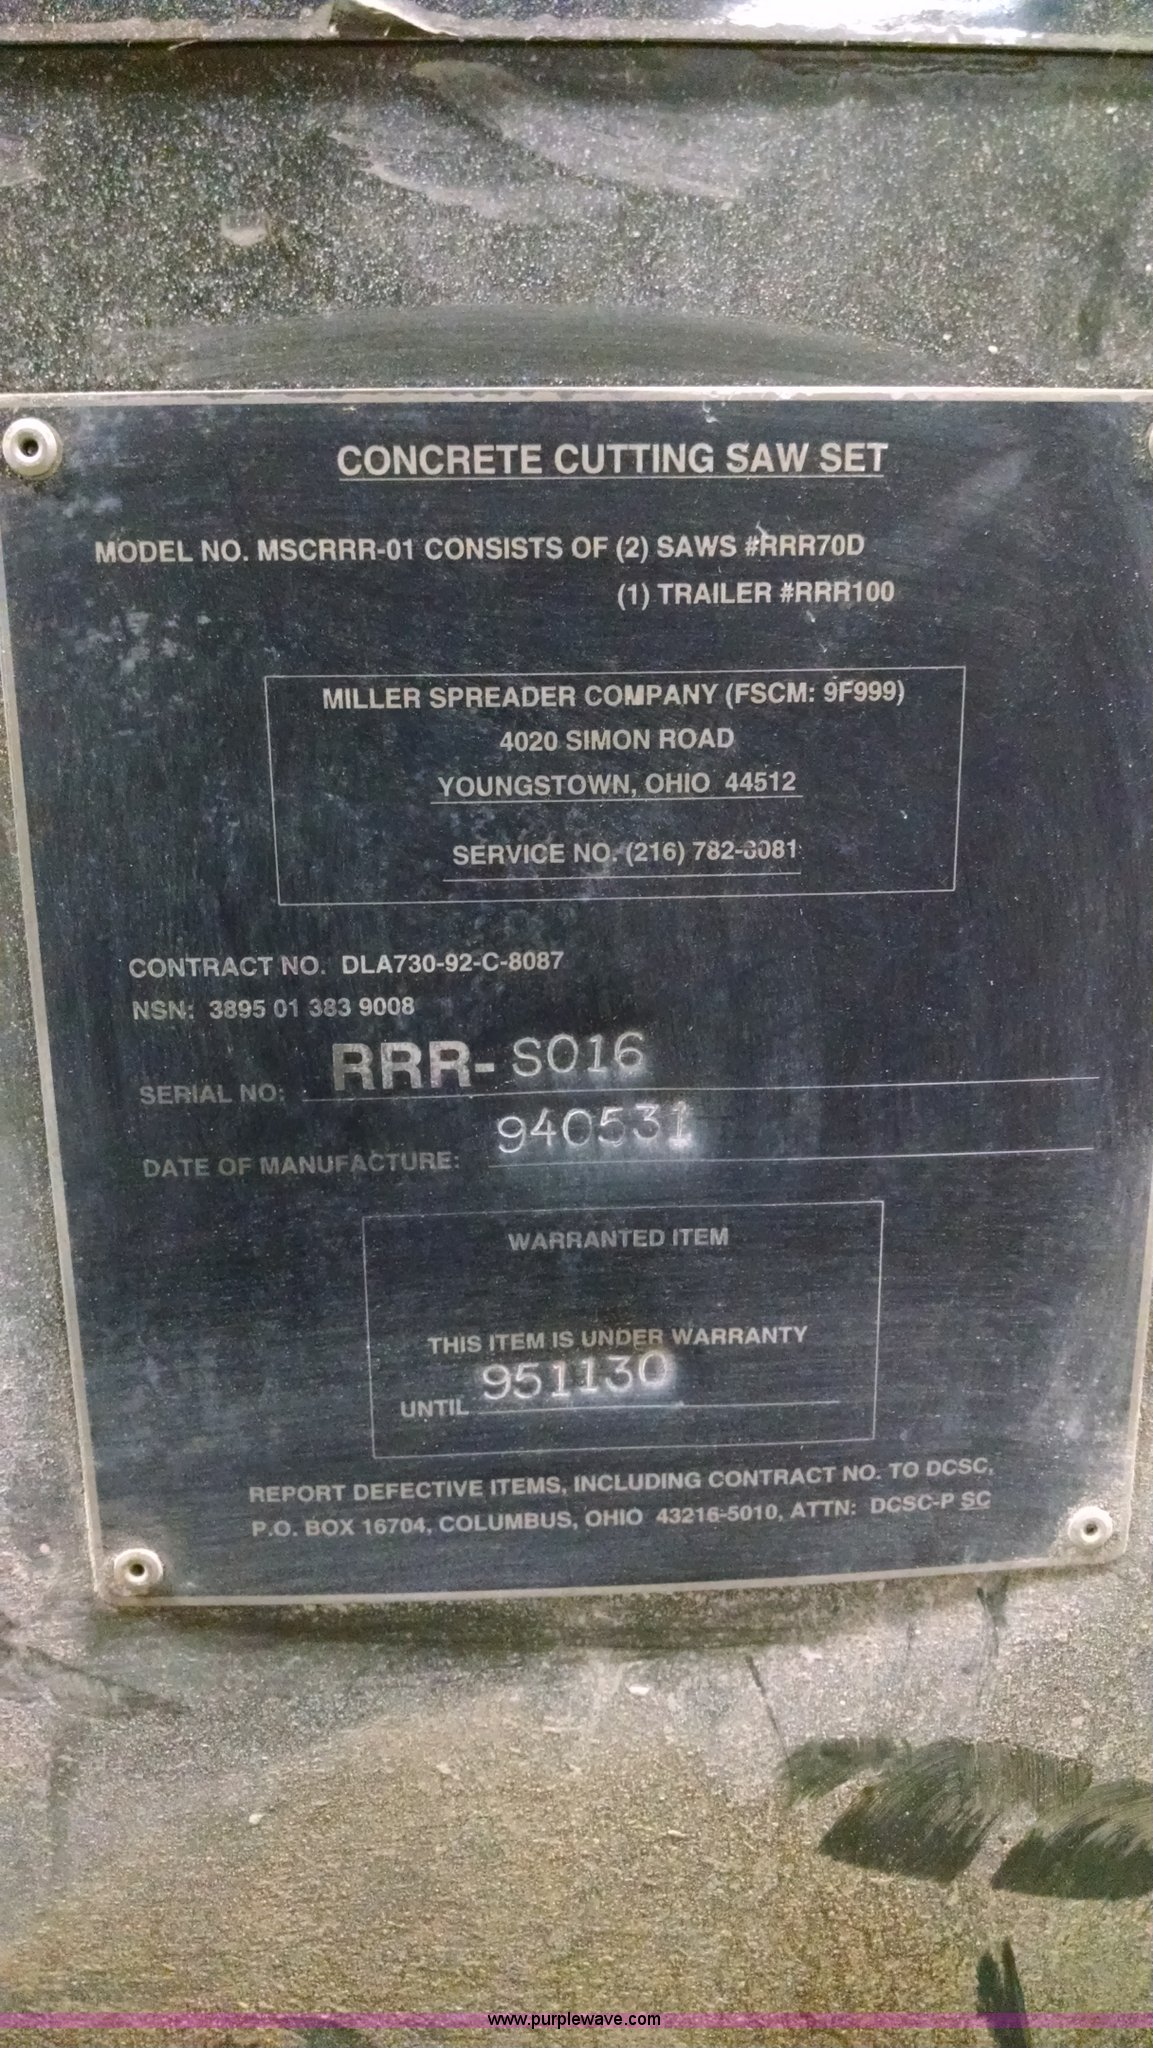 CONCRETE CUTTING SAW SET
MODEL NO. MSCRRR-01 CONSISTS OF (2) SAWS #RRR70D
(1) TRAILER #RRR100
MILLER SPREADER COMPANY (FSCM: 9F999)
4020 SIMON ROAD
YOUNGSTOWN, OHIO 44512
SERVICE NO. (216) 782-8081
CONTRACT NO. DLA730-92-C-8087
NSN: 3895 01 383 9008
SERIAL NO: RRR- S016
DATE OF MANUFACTURE: 940531
WARRANTED ITEM
THIS ITEM IS UNDER WARRANTY
UNTIL 951130
REPORT DEFECTIVE ITEMS, INCLUDING CONTRACT NO. TO DCSC,
P.O. BOX 16704, COLUMBUS, OHIO 43216-5010, ATTN: DCSC-P SC
www.purplewave.com